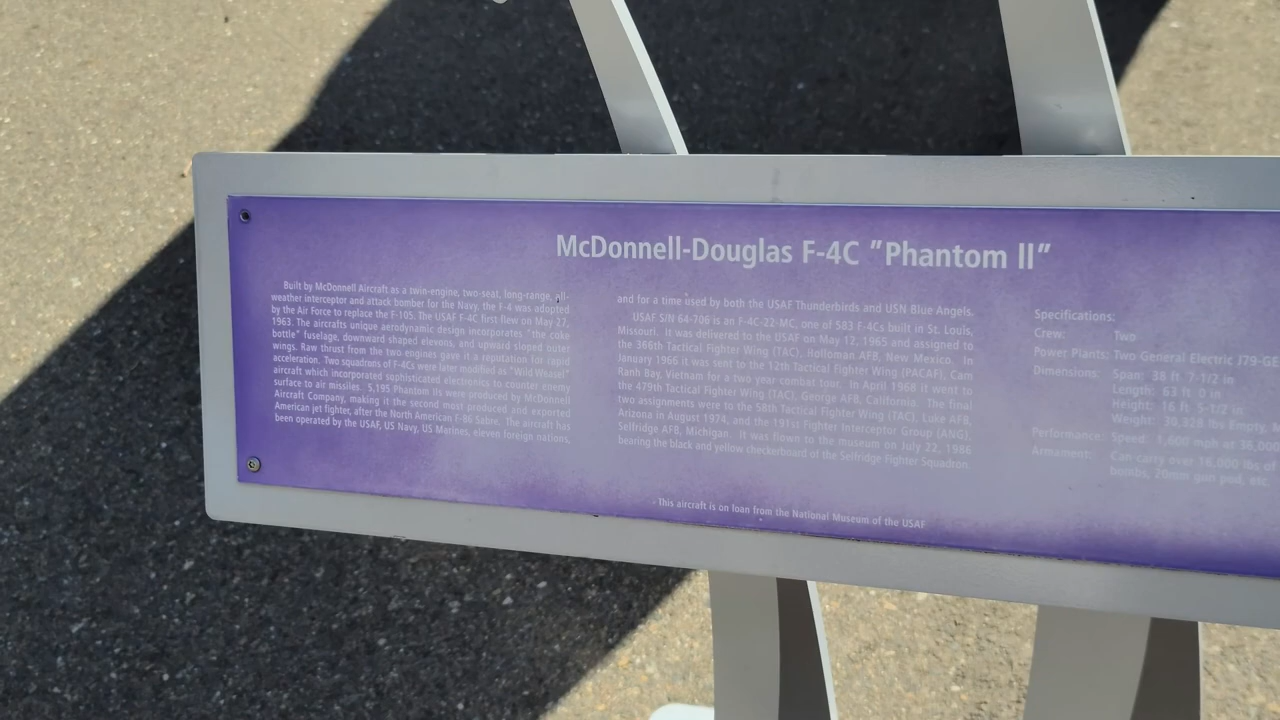 McDonnell-Douglas F-4C "Phantom II"
Built by McDonnell Aircraft as a twin-engine, two-seat, long-range, all-
weather interceptor and attack bomber for the Navy, the F-4 was adopted
by the Air Force to replace the F-105. The USAF F-4C first flew on May 27,
1963. The aircrafts unique aerodynamic design incorporates "the coke
bottle" fuselage, downward shaped elevons, and upward sloped outer
wings. Raw thrust from the two engines gave it a reputation for rapid
acceleration. Two squadrons of F-4Cs were later modified as "Wild Weasel"
aircraft which incorporated sophisticated electronics to counter enemy
surface to air missiles. 5,195 Phantom IIs were produced by McDonnell
Aircraft Company, making it the second most produced and exported
American jet fighter, after the North American F-86 Sabre. The aircraft has
been operated by the USAF, US Navy, US Marines, eleven foreign nations,
and for a time used by both the USAF Thunderbirds and USN Blue Angels.
USAF S/N 64-706 is an F-4C-22-MC, one of 583 F-4Cs built in St. Louis,
Missouri. It was delivered to the USAF on May 12, 1965 and assigned to
the 366th Tactical Fighter Wing (TAC), Holloman AFB, New Mexico. In
January 1966 it was sent to the 12th Tactical Fighter Wing (PACAF), Cam
Ranh Bay, Vietnam for a two year combat tour. In April 1968 it went to
the 479th Tactical Fighter Wing (TAC), George AFB, California. The final
two assignments were to the 58th Tactical Fighter Wing (TAC), Luke AFB,
Arizona in August 1974, and the 191st Fighter Interceptor Group (ANG),
Selfridge AFB, Michigan. It was flown to the museum on July 22, 1986
bearing the black and yellow checkerboard of the Selfridge Fighter Squadron.
Specifications:
Crew: Two
Power Plants: Two General Electric J79-GE
Dimensions: Span: 38 ft 7-1/2 in
Length: 63 ft 0 in
Height: 16 ft 5-1/2 in
Weight: 30,828 lbs Empty,
Performance: Speed: 1,600 mph at 36,000
Armament: Can carry over 16,000 lbs of
bombs, 20mm gun pod, etc.
This aircraft is on loan from the National Museum of the USAF